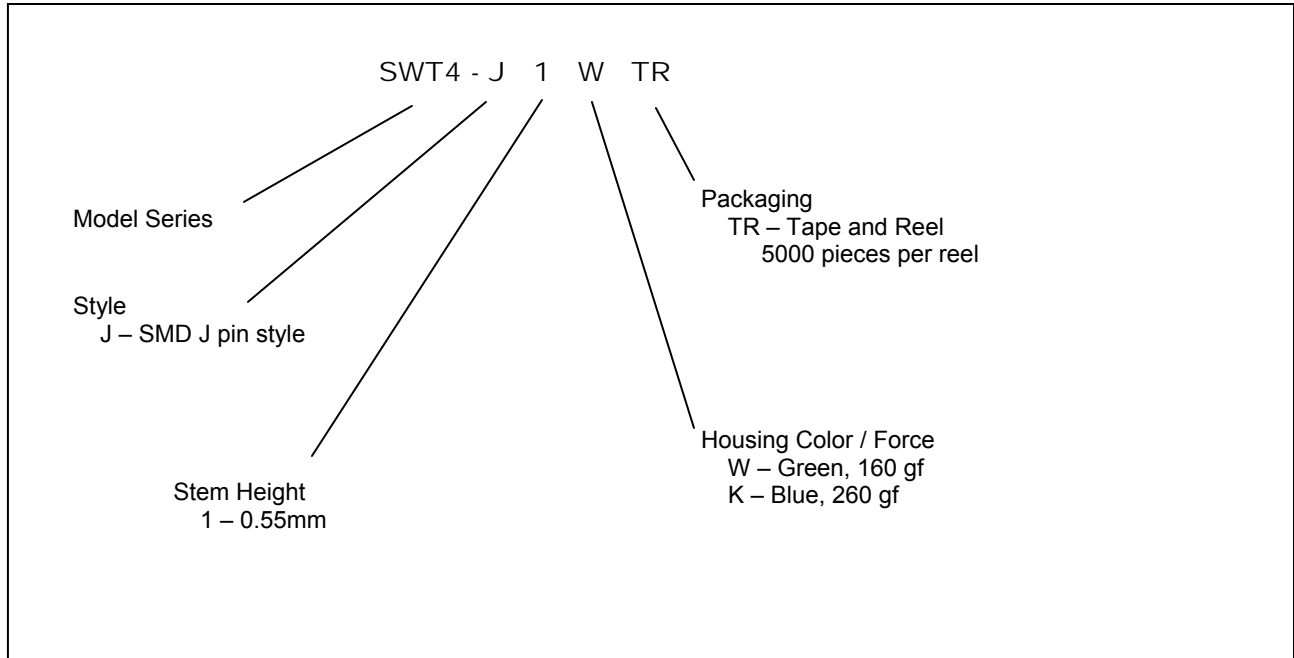 SWT4 - J 1 W TR
Model Series
Style
J – SMD J pin style
Stem Height
1 – 0.55mm
Packaging
TR – Tape and Reel
5000 pieces per reel
Housing Color / Force
W – Green, 160 gf
K – Blue, 260 gf